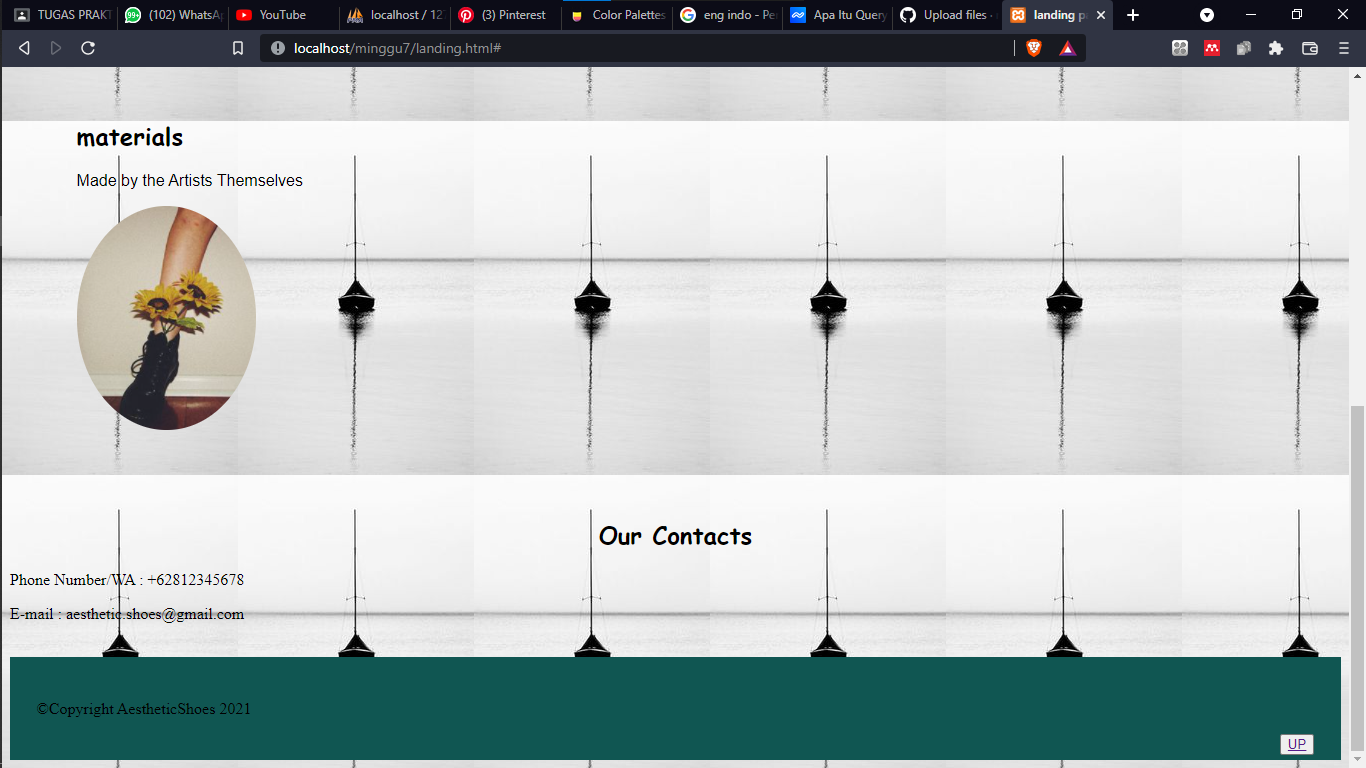 TUGAS PRAKT
(102) WhatsA
YouTube
localhost / 12
(3) Pinterest
Color Palettes
eng indo - Pe
Apa Itu Query
Upload files ·
landing p
localhost/minggu7/landing.html#
materials
Made by the Artists Themselves
Our Contacts
Phone Number/WA : +62812345678
E-mail : aesthetic.shoes@gmail.com
©Copyright AestheticShoes 2021
UP